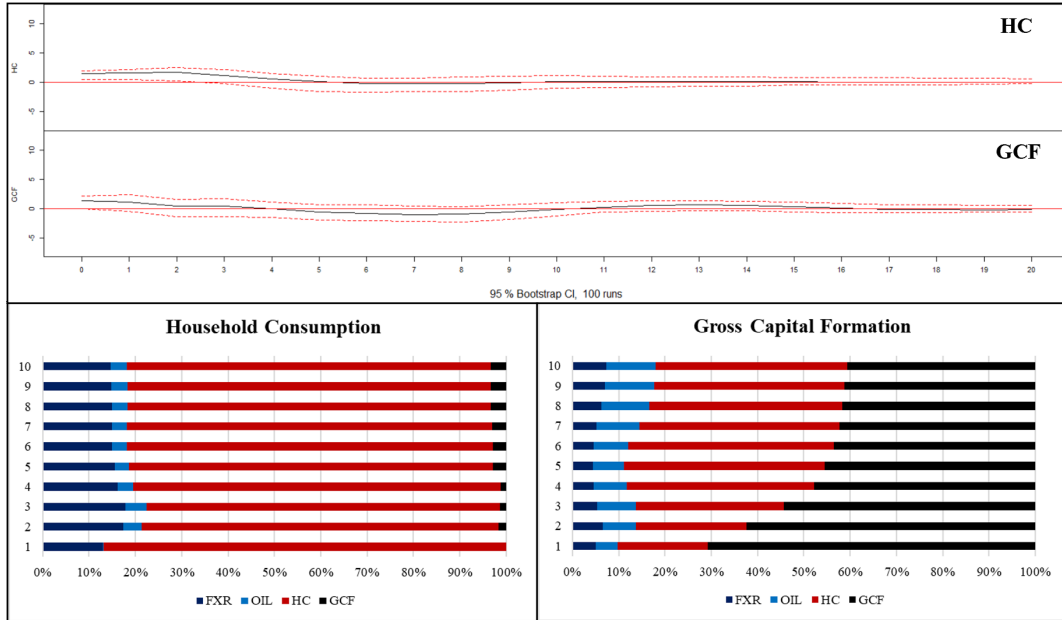 HC
10
5
0
-5
HC
GCF
10
5
0
-5
GCF
0 1 2 3 4 5 6 7 8 9 10 11 12 13 14 15 16 17 18 19 20
95 % Bootstrap CI, 100 runs
Household Consumption
10
9
8
7
6
5
4
3
2
1
0% 10% 20% 30% 40% 50% 60% 70% 80% 90% 100%
FXR OIL HC GCF
Gross Capital Formation
10
9
8
7
6
5
4
3
2
1
0% 10% 20% 30% 40% 50% 60% 70% 80% 90% 100%
FXR OIL HC GCF